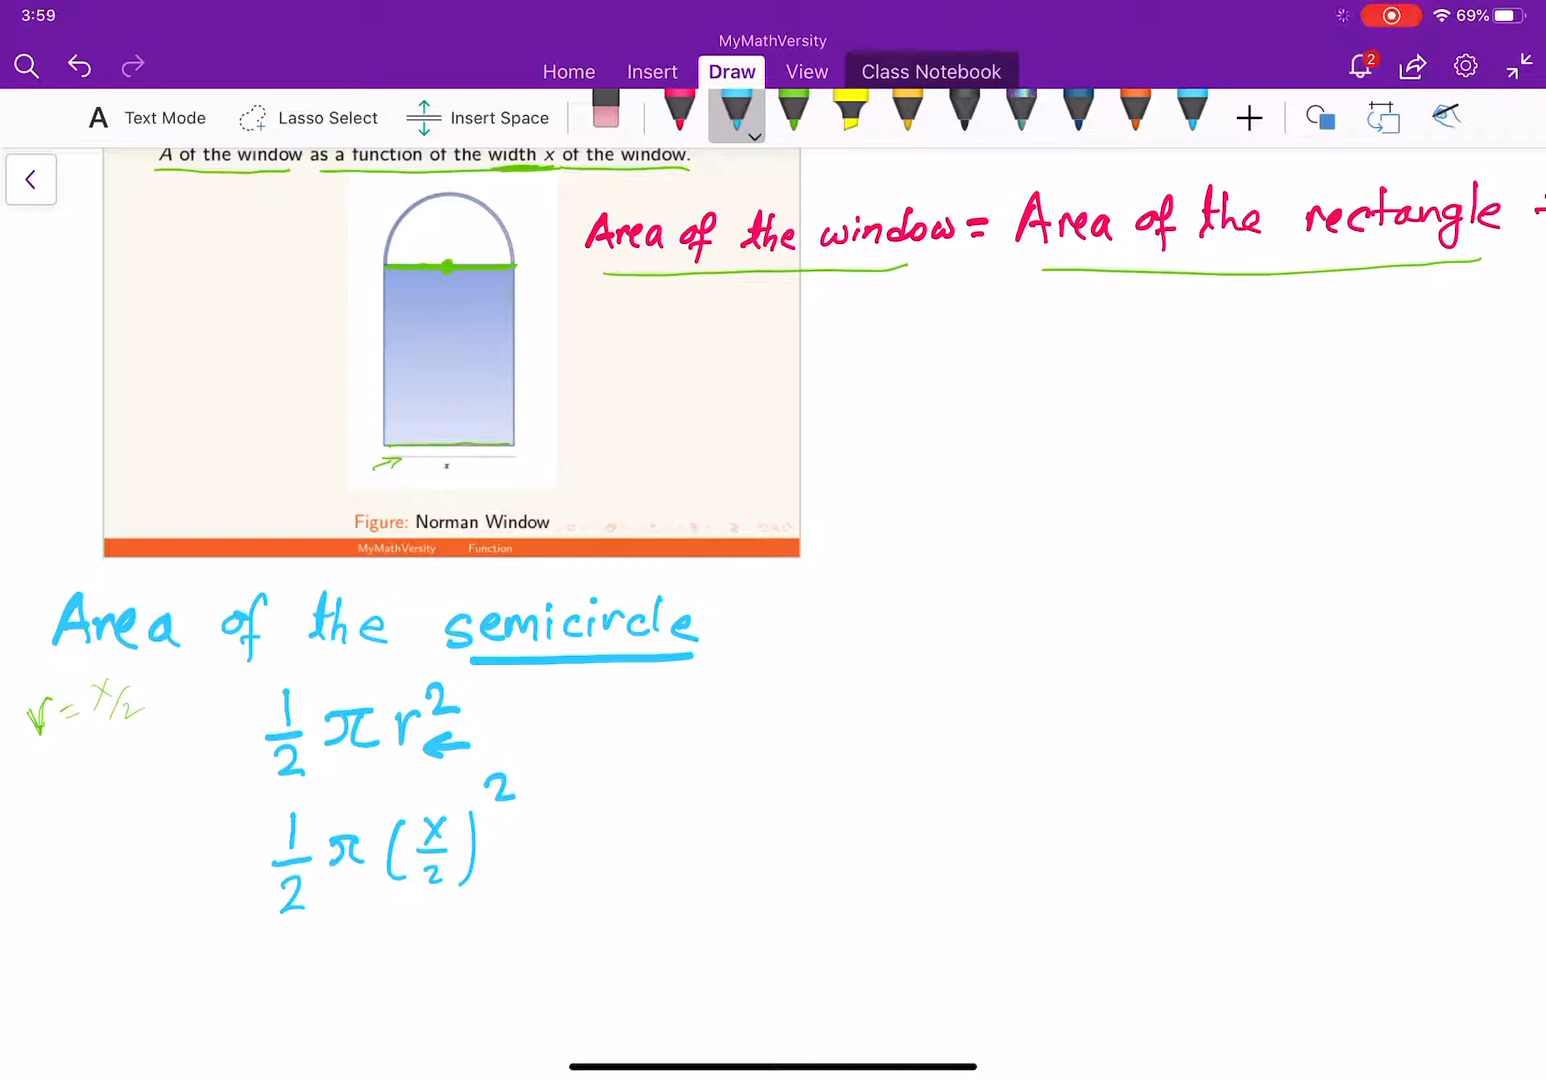 3:59
69%
MyMathVersity
2
Home Insert Draw View Class Notebook
A Text Mode Lasso Select Insert Space
A of the window as a function of the width x of the window.
Area of the window = Area of the rectangle +
x
Figure: Norman Window
MyMathVersity Function
Area of the semicircle
r = x/2
1/2 π r²
1/2 π (x/2)²